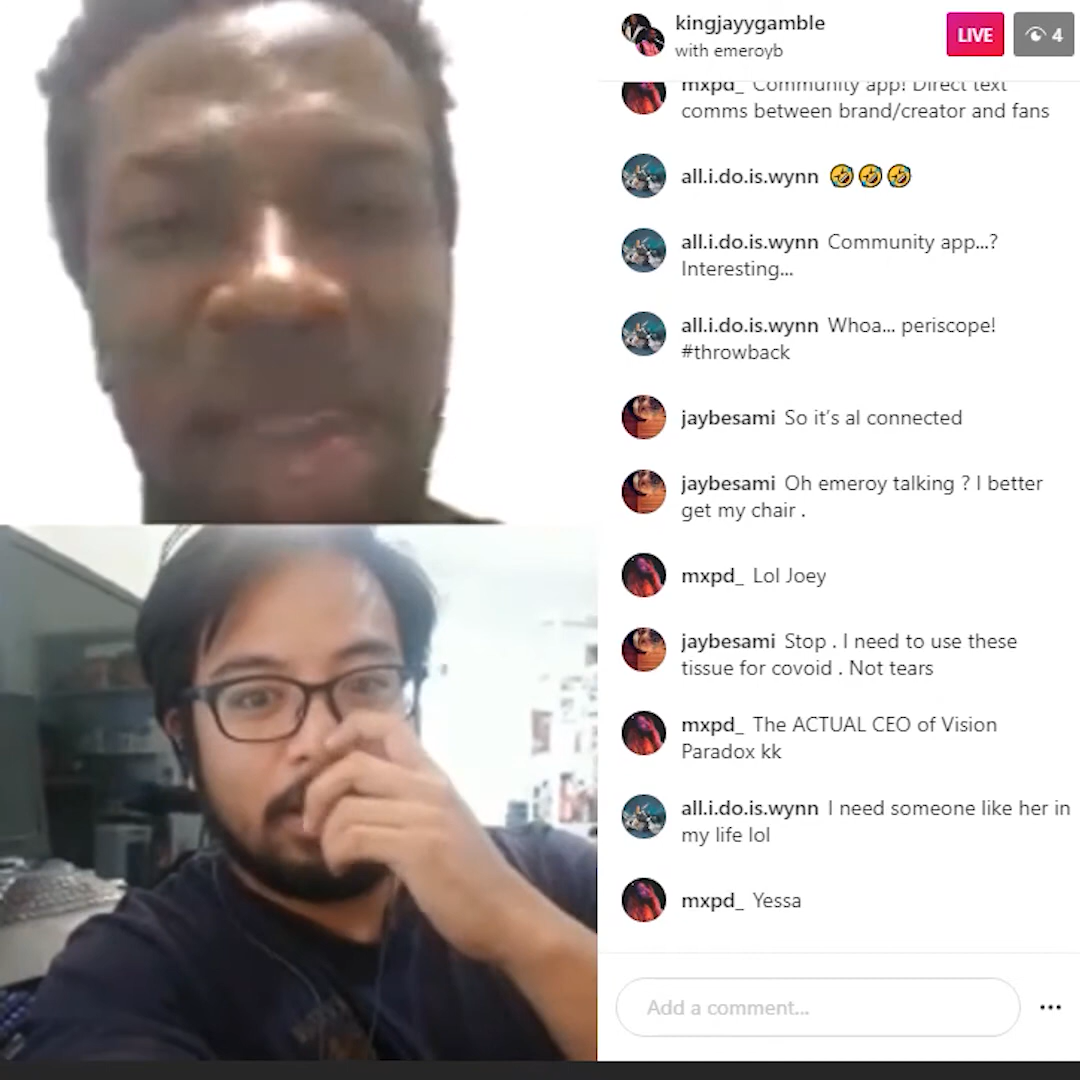 kingjayygamble
with emeroyb
LIVE
4
mxpd_ Community app! Direct text
comms between brand/creator and fans
all.i.do.is.wynn 🤣🤣🤣
all.i.do.is.wynn Community app...?
Interesting...
all.i.do.is.wynn Whoa... periscope!
#throwback
jaybesami So it's al connected
jaybesami Oh emeroy talking ? I better
get my chair .
mxpd_ Lol Joey
jaybesami Stop . I need to use these
tissue for covoid . Not tears
mxpd_ The ACTUAL CEO of Vision
Paradox kk
all.i.do.is.wynn I need someone like her in
my life lol
mxpd_ Yessa
Add a comment...